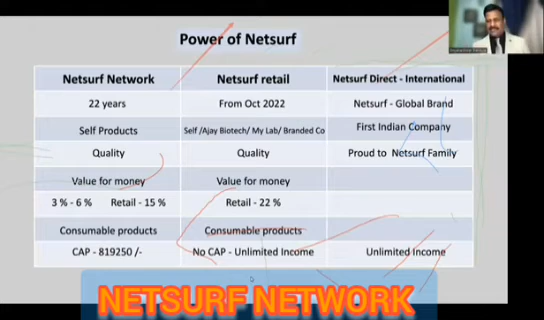 Power of Netsurf
Netsurf Network Netsurf retail Netsurf Direct - International
22 years From Oct 2022 Netsurf - Global Brand
Self Products Self /Ajay Biotech/ My Lab/ Branded Co First Indian Company
Quality Quality Proud to Netsurf Family
Value for money Value for money
3 % - 6 % Retail - 15 % Retail - 22 %
Consumable products Consumable products
CAP - 819250 /- No CAP - Unlimited Income Unlimited Income
NETSURF NETWORK